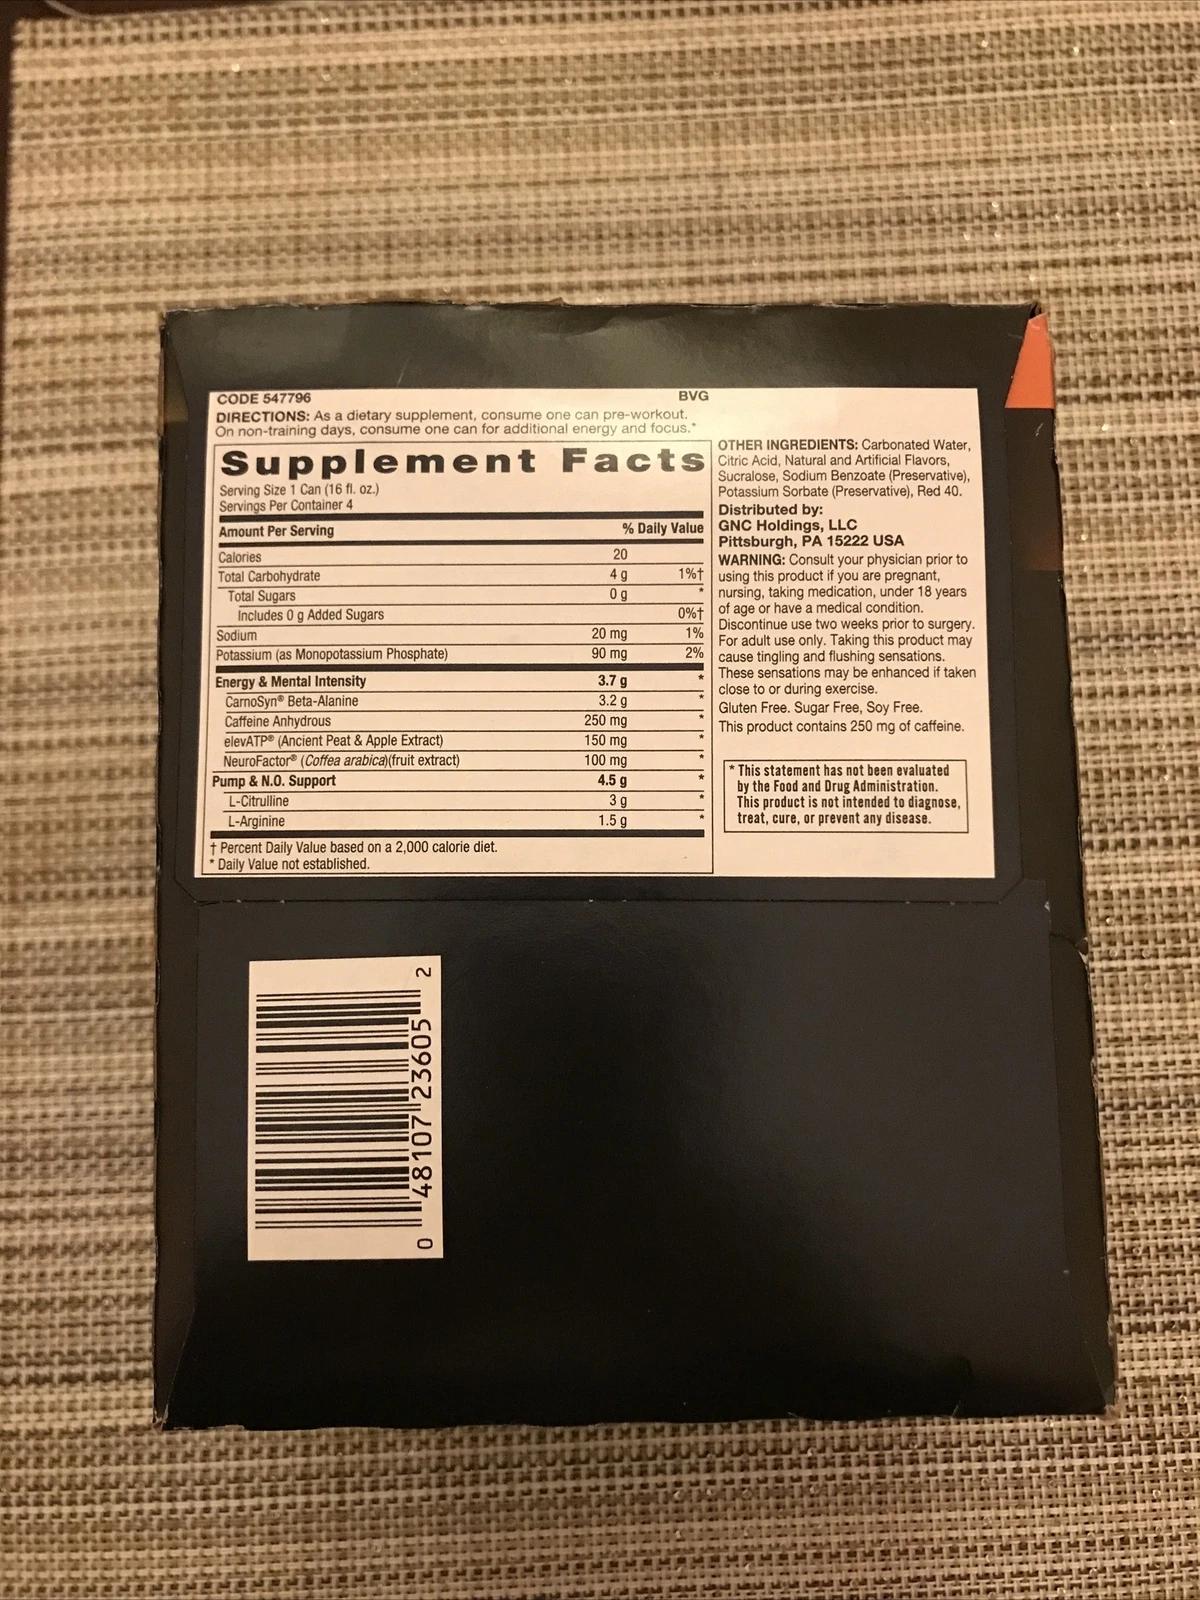 CODE 547796 BVG
DIRECTIONS: As a dietary supplement, consume one can pre-workout.
On non-training days, consume one can for additional energy and focus.*
Supplement Facts
Serving Size 1 Can (16 fl. oz.)
Servings Per Container 4
Amount Per Serving % Daily Value
Calories 20
Total Carbohydrate 4 g 1%†
Total Sugars 0 g *
Includes 0 g Added Sugars 0%†
Sodium 20 mg 1%
Potassium (as Monopotassium Phosphate) 90 mg 2%
Energy & Mental Intensity 3.7 g *
CarnoSyn® Beta-Alanine 3.2 g *
Caffeine Anhydrous 250 mg *
elevATP® (Ancient Peat & Apple Extract) 150 mg *
NeuroFactor® (Coffea arabica)(fruit extract) 100 mg *
Pump & N.O. Support 4.5 g *
L-Citrulline 3 g *
L-Arginine 1.5 g *
† Percent Daily Value based on a 2,000 calorie diet.
* Daily Value not established.
OTHER INGREDIENTS: Carbonated Water,
Citric Acid, Natural and Artificial Flavors,
Sucralose, Sodium Benzoate (Preservative),
Potassium Sorbate (Preservative), Red 40.
Distributed by:
GNC Holdings, LLC
Pittsburgh, PA 15222 USA
WARNING: Consult your physician prior to
using this product if you are pregnant,
nursing, taking medication, under 18 years
of age or have a medical condition.
Discontinue use two weeks prior to surgery.
For adult use only. Taking this product may
cause tingling and flushing sensations.
These sensations may be enhanced if taken
close to or during exercise.
Gluten Free. Sugar Free, Soy Free.
This product contains 250 mg of caffeine.
* This statement has not been evaluated
by the Food and Drug Administration.
This product is not intended to diagnose,
treat, cure, or prevent any disease.
0 48107 23605 2